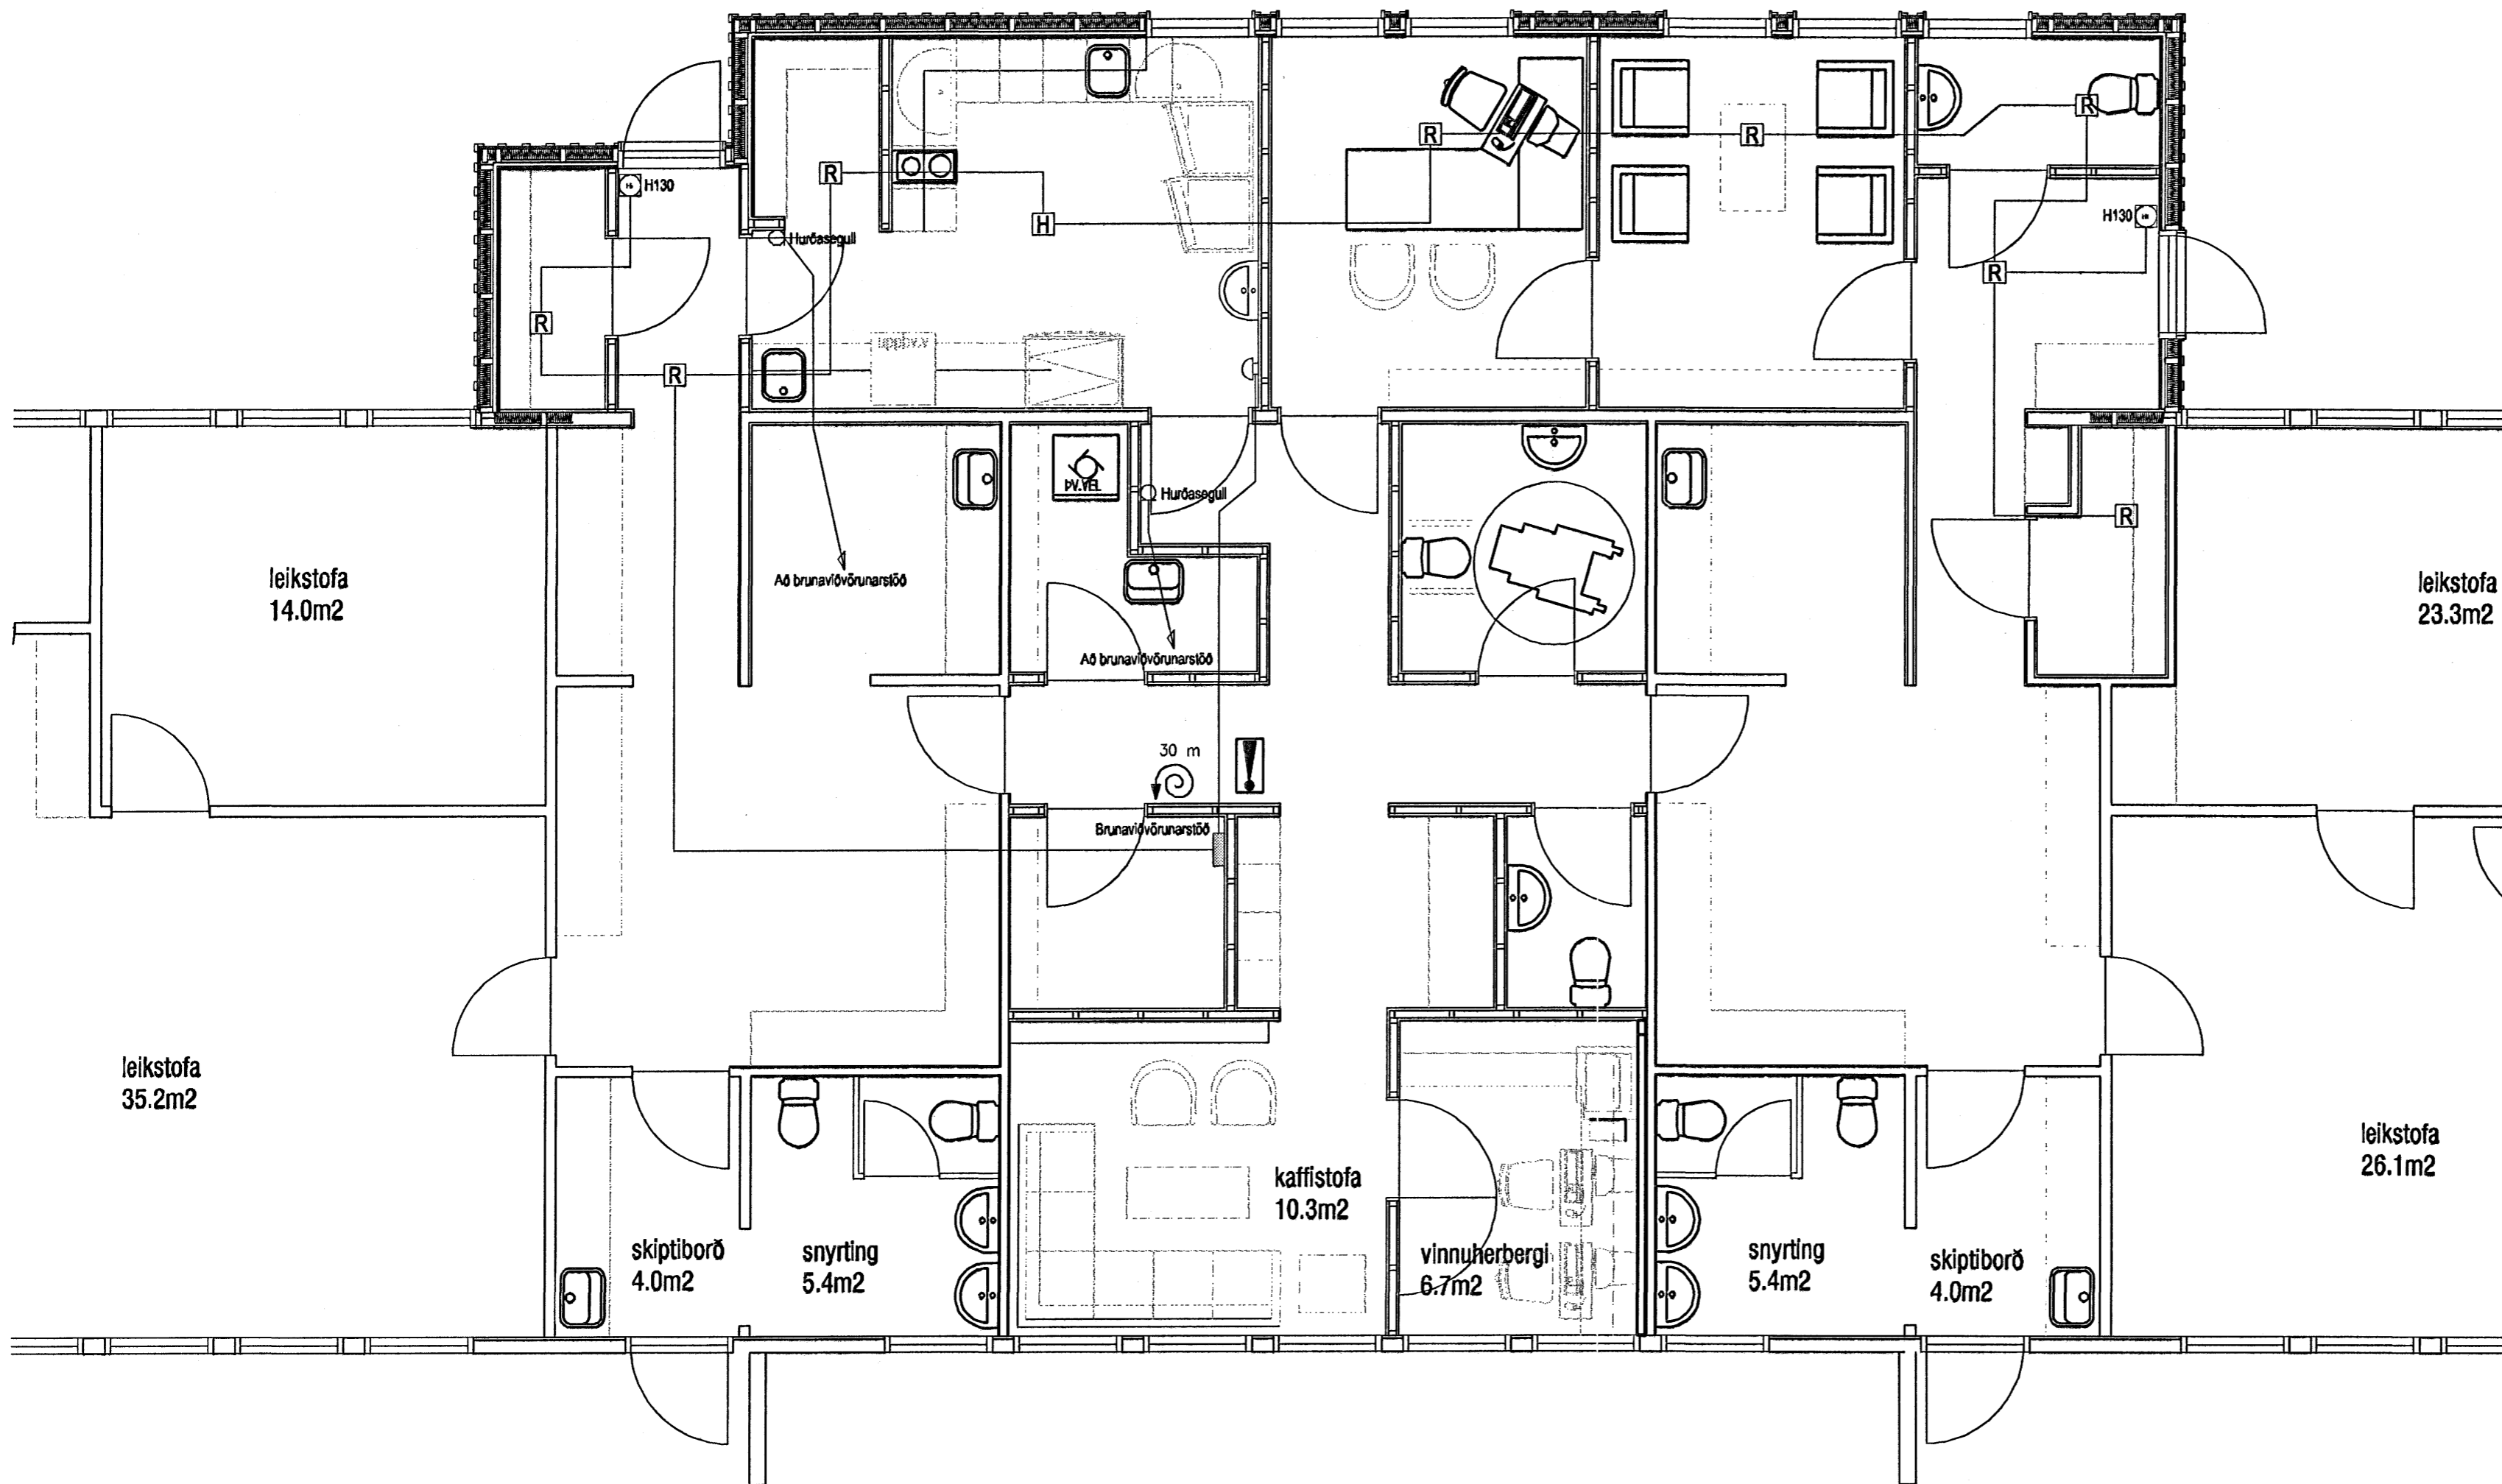 R
R
R
R
H130
R
H130
Hurðasegull
H
R
R
uppþv.v
R
ÞV.VÉL
Hurðasegull
R
leikstofa
14.0m2
Að brunaviðvörunarstöð
leikstofa
23.3m2
Að brunaviðvörunarstöð
30 m
Brunaviðvörunarstöð
leikstofa
35.2m2
leikstofa
26.1m2
kaffistofa
10.3m2
skiptiborð
4.0m2
snyrting
5.4m2
vinnuherbergi
6.7m2
snyrting
5.4m2
skiptiborð
4.0m2